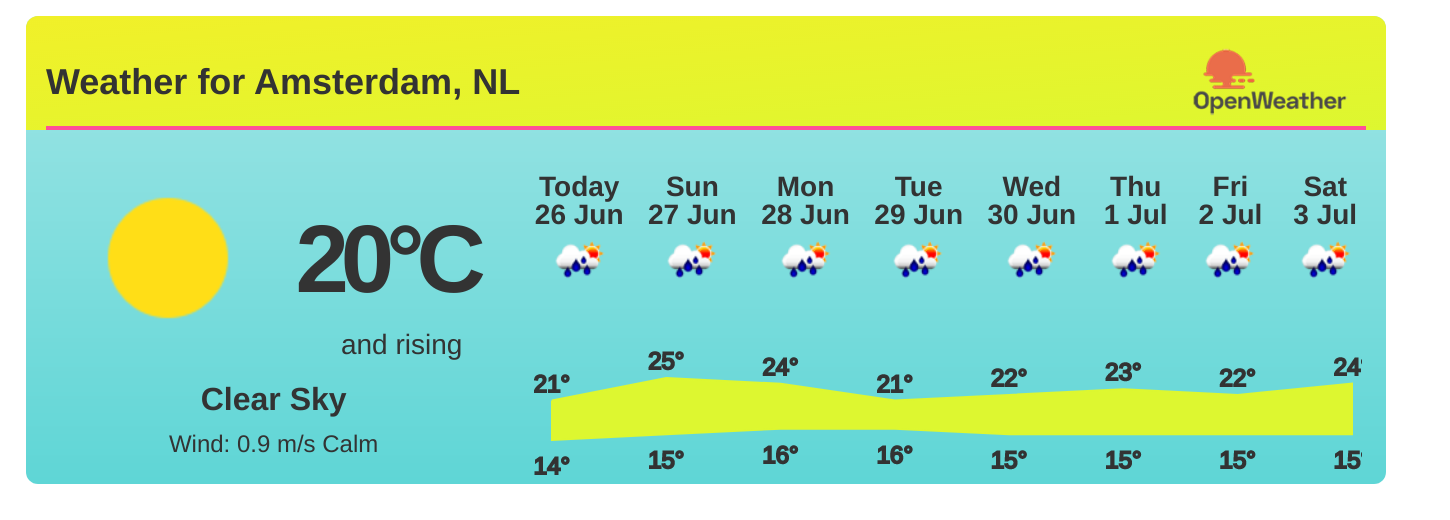 Weather for Amsterdam, NL
OpenWeather
20°C
and rising
Clear Sky
Wind: 0.9 m/s Calm
Today Sun Mon Tue Wed Thu Fri Sat
26 Jun 27 Jun 28 Jun 29 Jun 30 Jun 1 Jul 2 Jul 3 Jul
21° 25° 24° 21° 22° 23° 22° 24°
14° 15° 16° 16° 15° 15° 15° 15°